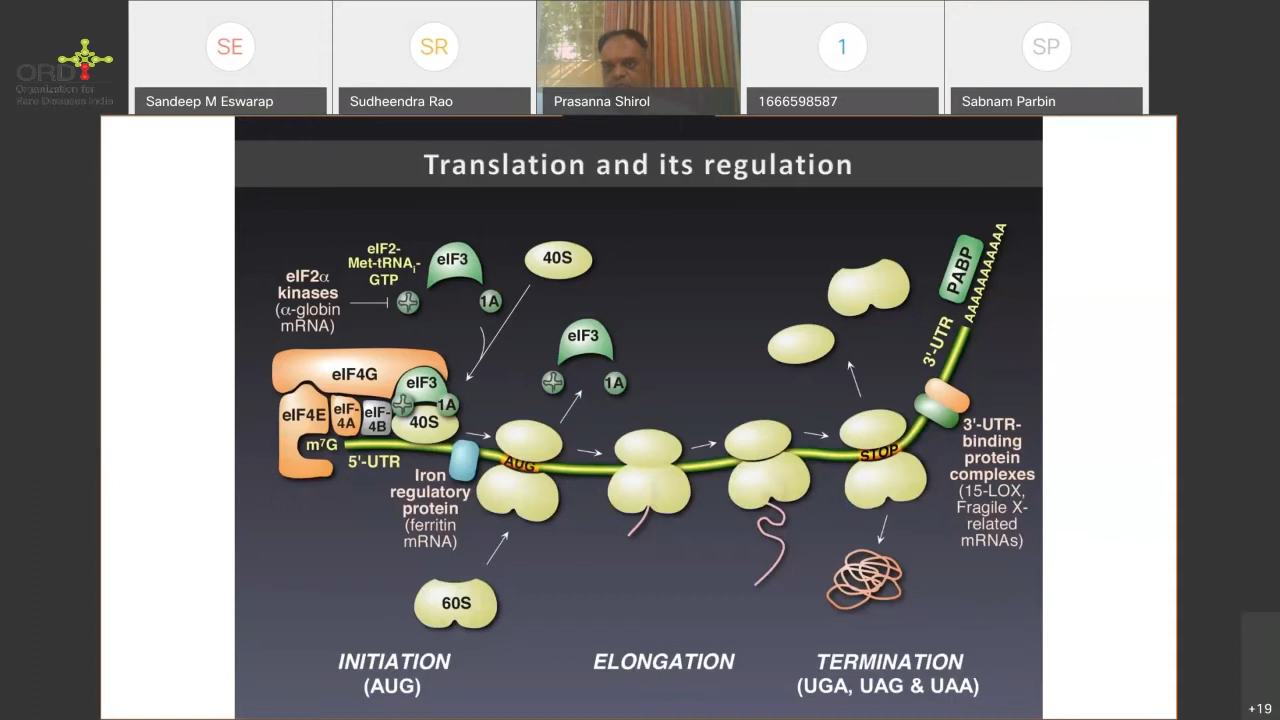 ORDI
Organization for
Rare Diseases India
SE
SR
1
SP
Sandeep M Eswarap
Sudheendra Rao
Prasanna Shirol
1666598587
Sabnam Parbin
Translation and its regulation
eIF2-
Met-tRNAi-
GTP
eIF3
40S
eIF2α
kinases
(α-globin
mRNA)
1A
PABP
AAAAAAAAAAA
3'-UTR
eIF3
1A
eIF4G
eIF3
1A
eIF4E
eIF-
4A
eIF-
4B
40S
m⁷G
5'-UTR
AUG
STOP
Iron
regulatory
protein
(ferritin
mRNA)
3'-UTR-
binding
protein
complexes
(15-LOX,
Fragile X-
related
mRNAs)
60S
INITIATION
(AUG)
ELONGATION
TERMINATION
(UGA, UAG & UAA)
+19